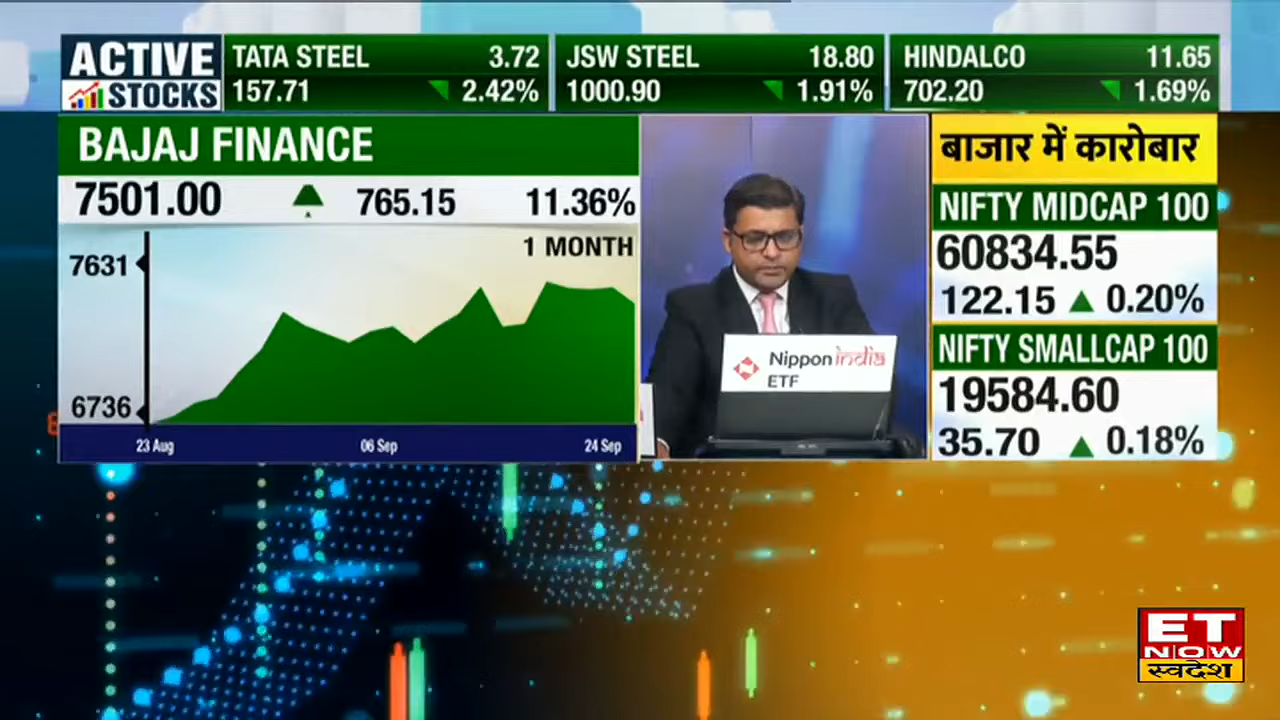 ACTIVE
STOCKS
TATA STEEL 3.72
157.71 2.42%
JSW STEEL 18.80
1000.90 1.91%
HINDALCO 11.65
702.20 1.69%
BAJAJ FINANCE
7501.00 765.15 11.36%
1 MONTH
7631
6736
23 Aug 06 Sep 24 Sep
Nippon india
ETF
बाजार में कारोबार
NIFTY MIDCAP 100
60834.55
122.15 0.20%
NIFTY SMALLCAP 100
19584.60
35.70 0.18%
ET
NOW
स्वदेश